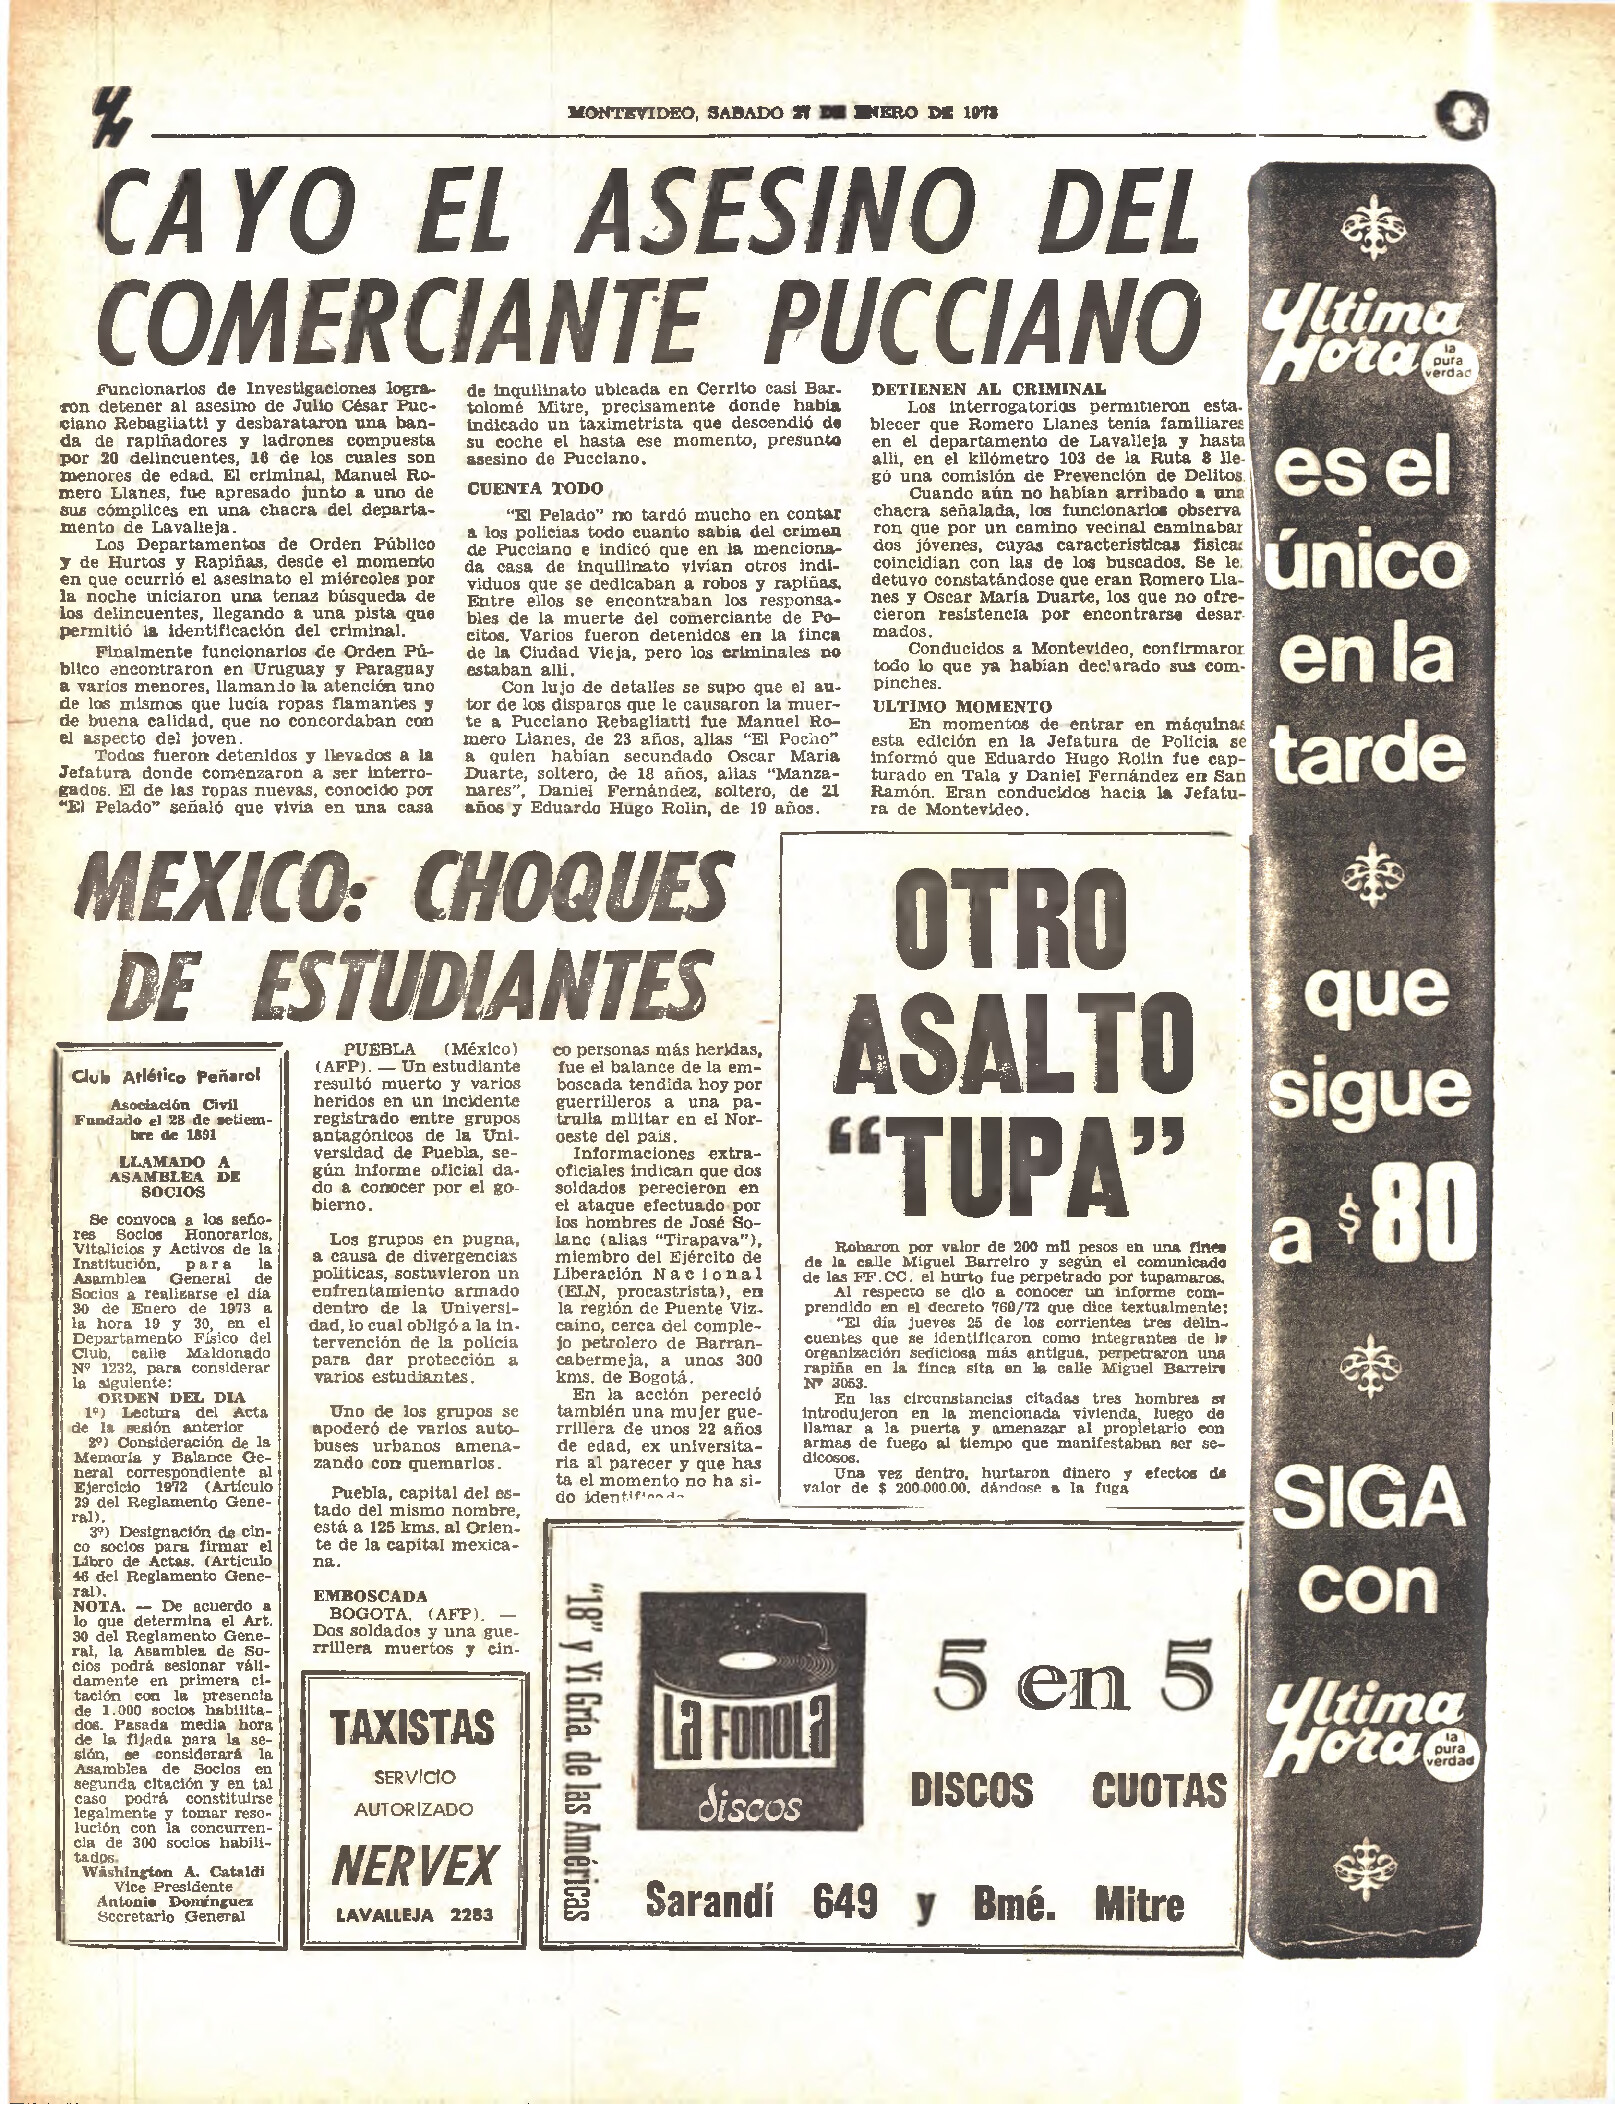 MONTEVIDEO, SABADO 27 DE ENERO DE 1973
CAYO EL ASESINO DEL
COMERCIANTE PUCCIANO
Funcionarios de Investigaciones logra-
ron detener al asesino de Julio César Puc-
ciano Rebagliatti y desbarataron una ban-
da de rapiñadores y ladrones compuesta
por 20 delincuentes, 16 de los cuales son
menores de edad. El criminal, Manuel Ro-
mero Llanes, fue apresado junto a uno de
sus cómplices en una chacra del departa-
mento de Lavalleja.
Los Departamentos de Orden Público
y de Hurtos y Rapiñas, desde el momento
en que ocurrió el asesinato el miércoles por
la noche iniciaron una tenaz búsqueda de
los delincuentes, llegando a una pista que
permitió la identificación del criminal.
Finalmente funcionarios de Orden Pú-
blico encontraron en Uruguay y Paraguay
a varios menores, llamando la atención uno
de los mismos que lucía ropas flamantes y
de buena calidad, que no concordaban con
el aspecto del joven.
Todos fueron detenidos y llevados a la
Jefatura donde comenzaron a ser interro-
gados. El de las ropas nuevas, conocido por
"El Pelado" señaló que vivía en una casa
de inquilinato ubicada en Cerrito casi Bar-
tolomé Mitre, precisamente donde había
indicado un taximetrista que descendió de
su coche el hasta ese momento, presunto
asesino de Pucciano.
CUENTA TODO
"El Pelado" no tardó mucho en contar
a los policías todo cuanto sabía del crimen
de Pucciano e indicó que en la menciona-
da casa de inquilinato vivían otros indi-
viduos que se dedicaban a robos y rapiñas.
Entre ellos se encontraban los responsa-
bles de la muerte del comerciante de Po-
citos. Varios fueron detenidos en la finca
de la Ciudad Vieja, pero los criminales no
estaban allí.
Con lujo de detalles se supo que el au-
tor de los disparos que le causaron la muer-
te a Pucciano Rebagliatti fue Manuel Ro-
mero Llanes, de 23 años, alias "El Pocho"
a quien habían secundado Oscar María
Duarte, soltero, de 18 años, alias "Manza-
nares", Daniel Fernández, soltero, de 21
años y Eduardo Hugo Rolin, de 19 años.
DETIENEN AL CRIMINAL
Los interrogatorios permitieron esta-
blecer que Romero Llanes tenía familiares
en el departamento de Lavalleja y hasta
allí, en el kilómetro 103 de la Ruta 8 lle-
gó una comisión de Prevención de Delitos.
Cuando aún no habían arribado a una
chacra señalada, los funcionarios observa
ron que por un camino vecinal caminaban
dos jóvenes, cuyas características físicas
coincidían con las de los buscados. Se le
detuvo constatándose que eran Romero Lla-
nes y Oscar María Duarte, los que no ofre-
cieron resistencia por encontrarse desar
mados.
Conducidos a Montevideo, confirmaron
todo lo que ya habían declarado sus com-
pinches.
ULTIMO MOMENTO
En momentos de entrar en máquinas
esta edición en la Jefatura de Policía se
informó que Eduardo Hugo Rolin fue cap-
turado en Tala y Daniel Fernández en San
Ramón. Eran conducidos hacia la Jefatu-
ra de Montevideo.
MEXICO: CHOQUES
DE ESTUDIANTES
Club Atlético Peñarol
Asociación Civil
Fundado el 28 de setiem-
bre de 1891
LLAMADO A
ASAMBLEA DE
SOCIOS
Se convoca a los seño-
res Socios Honorarios,
Vitalicios y Activos de la
Institución, para la
Asamblea General de
Socios a realizarse el día
30 de Enero de 1973 a
la hora 19 y 30, en el
Departamento Físico del
Club, calle Maldonado
Nº 1232, para considerar
la siguiente:
ORDEN DEL DIA
1º) Lectura del Acta
de la sesión anterior
2º) Consideración de la
Memoria y Balance Ge-
neral correspondiente al
Ejercicio 1972 (Artículo
29 del Reglamento Gene-
ral).
3º) Designación de cin-
co socios para firmar el
Libro de Actas. (Artículo
46 del Reglamento Gene-
ral).
NOTA. — De acuerdo a
lo que determina el Art.
30 del Reglamento Gene-
ral, la Asamblea de So-
cios podrá sesionar váli-
damente en primera ci-
tación con la presencia
de 1.000 socios habilita-
dos. Pasada media hora
de la fijada para la se-
sión, se considerará la
Asamblea de Socios en
segunda citación y en tal
caso podrá constituirse
legalmente y tomar reso-
lución con la concurren-
cia de 300 socios habili-
tados.
Wáshington A. Cataldi
Vice Presidente
Antonio Domínguez
Secretario General
PUEBLA (México)
(AFP). — Un estudiante
resultó muerto y varios
heridos en un incidente
registrado entre grupos
antagónicos de la Uni-
versidad de Puebla, se-
gún informe oficial da-
do a conocer por el go-
bierno.
Los grupos en pugna,
a causa de divergencias
políticas, sostuvieron un
enfrentamiento armado
dentro de la Universi-
dad, lo cual obligó a la in-
tervención de la policía
para dar protección a
varios estudiantes.
Uno de los grupos se
apoderó de varios auto-
buses urbanos amena-
zando con quemarlos.
Puebla, capital del es-
tado del mismo nombre,
está a 125 kms. al Orien-
te de la capital mexica-
na.
EMBOSCADA
BOGOTA. (AFP). —
Dos soldados y una gue-
rrillera muertos y cin-
co personas más heridas,
fue el balance de la em-
boscada tendida hoy por
guerrilleros a una pa-
trulla militar en el Nor-
oeste del país.
Informaciones extra-
oficiales indican que dos
soldados perecieron en
el ataque efectuado por
los hombres de José So-
lanc (alias "Tirapava"),
miembro del Ejército de
Liberación Nacional
(ELN, procastrista), en
la región de Puente Viz-
caíno, cerca del comple-
jo petrolero de Barran-
cabermeja, a unos 300
kms. de Bogotá.
En la acción pereció
también una mujer gue-
rrillera de unos 22 años
de edad, ex universita-
ria al parecer y que has
ta el momento no ha si-
do identificada
OTRO
ASALTO
"TUPA"
Robaron por valor de 200 mil pesos en una finca
de la calle Miguel Barreiro y según el comunicado
de las FF.CC. el hurto fue perpetrado por tupamaros.
Al respecto se dio a conocer un informe com-
prendido en el decreto 760/72 que dice textualmente:
"El día jueves 25 de los corrientes tres delin-
cuentes que se identificaron como integrantes de la
organización sediciosa más antigua, perpetraron una
rapiña en la finca sita en la calle Miguel Barreiro
Nº 3053.
En las circunstancias citadas tres hombres se
introdujeron en la mencionada vivienda, luego de
llamar a la puerta y amenazar al propietario con
armas de fuego al tiempo que manifestaban ser se-
diciosos.
Una vez dentro, hurtaron dinero y efectos de
valor de $ 200.000.00. dándose a la fuga
TAXISTAS
SERVICIO
AUTORIZADO
NERVEX
LAVALLEJA 2283
"18" y Yi Gría. de las Américas
La FONOLa
discos
5 en 5
DISCOS CUOTAS
Sarandí 649 y Bmé. Mitre
Ultima
Hora
la
pura
verdad
es el
único
en la
tarde
que
sigue
a $80
SIGA
con
Ultima
Hora
la
pura
verdad